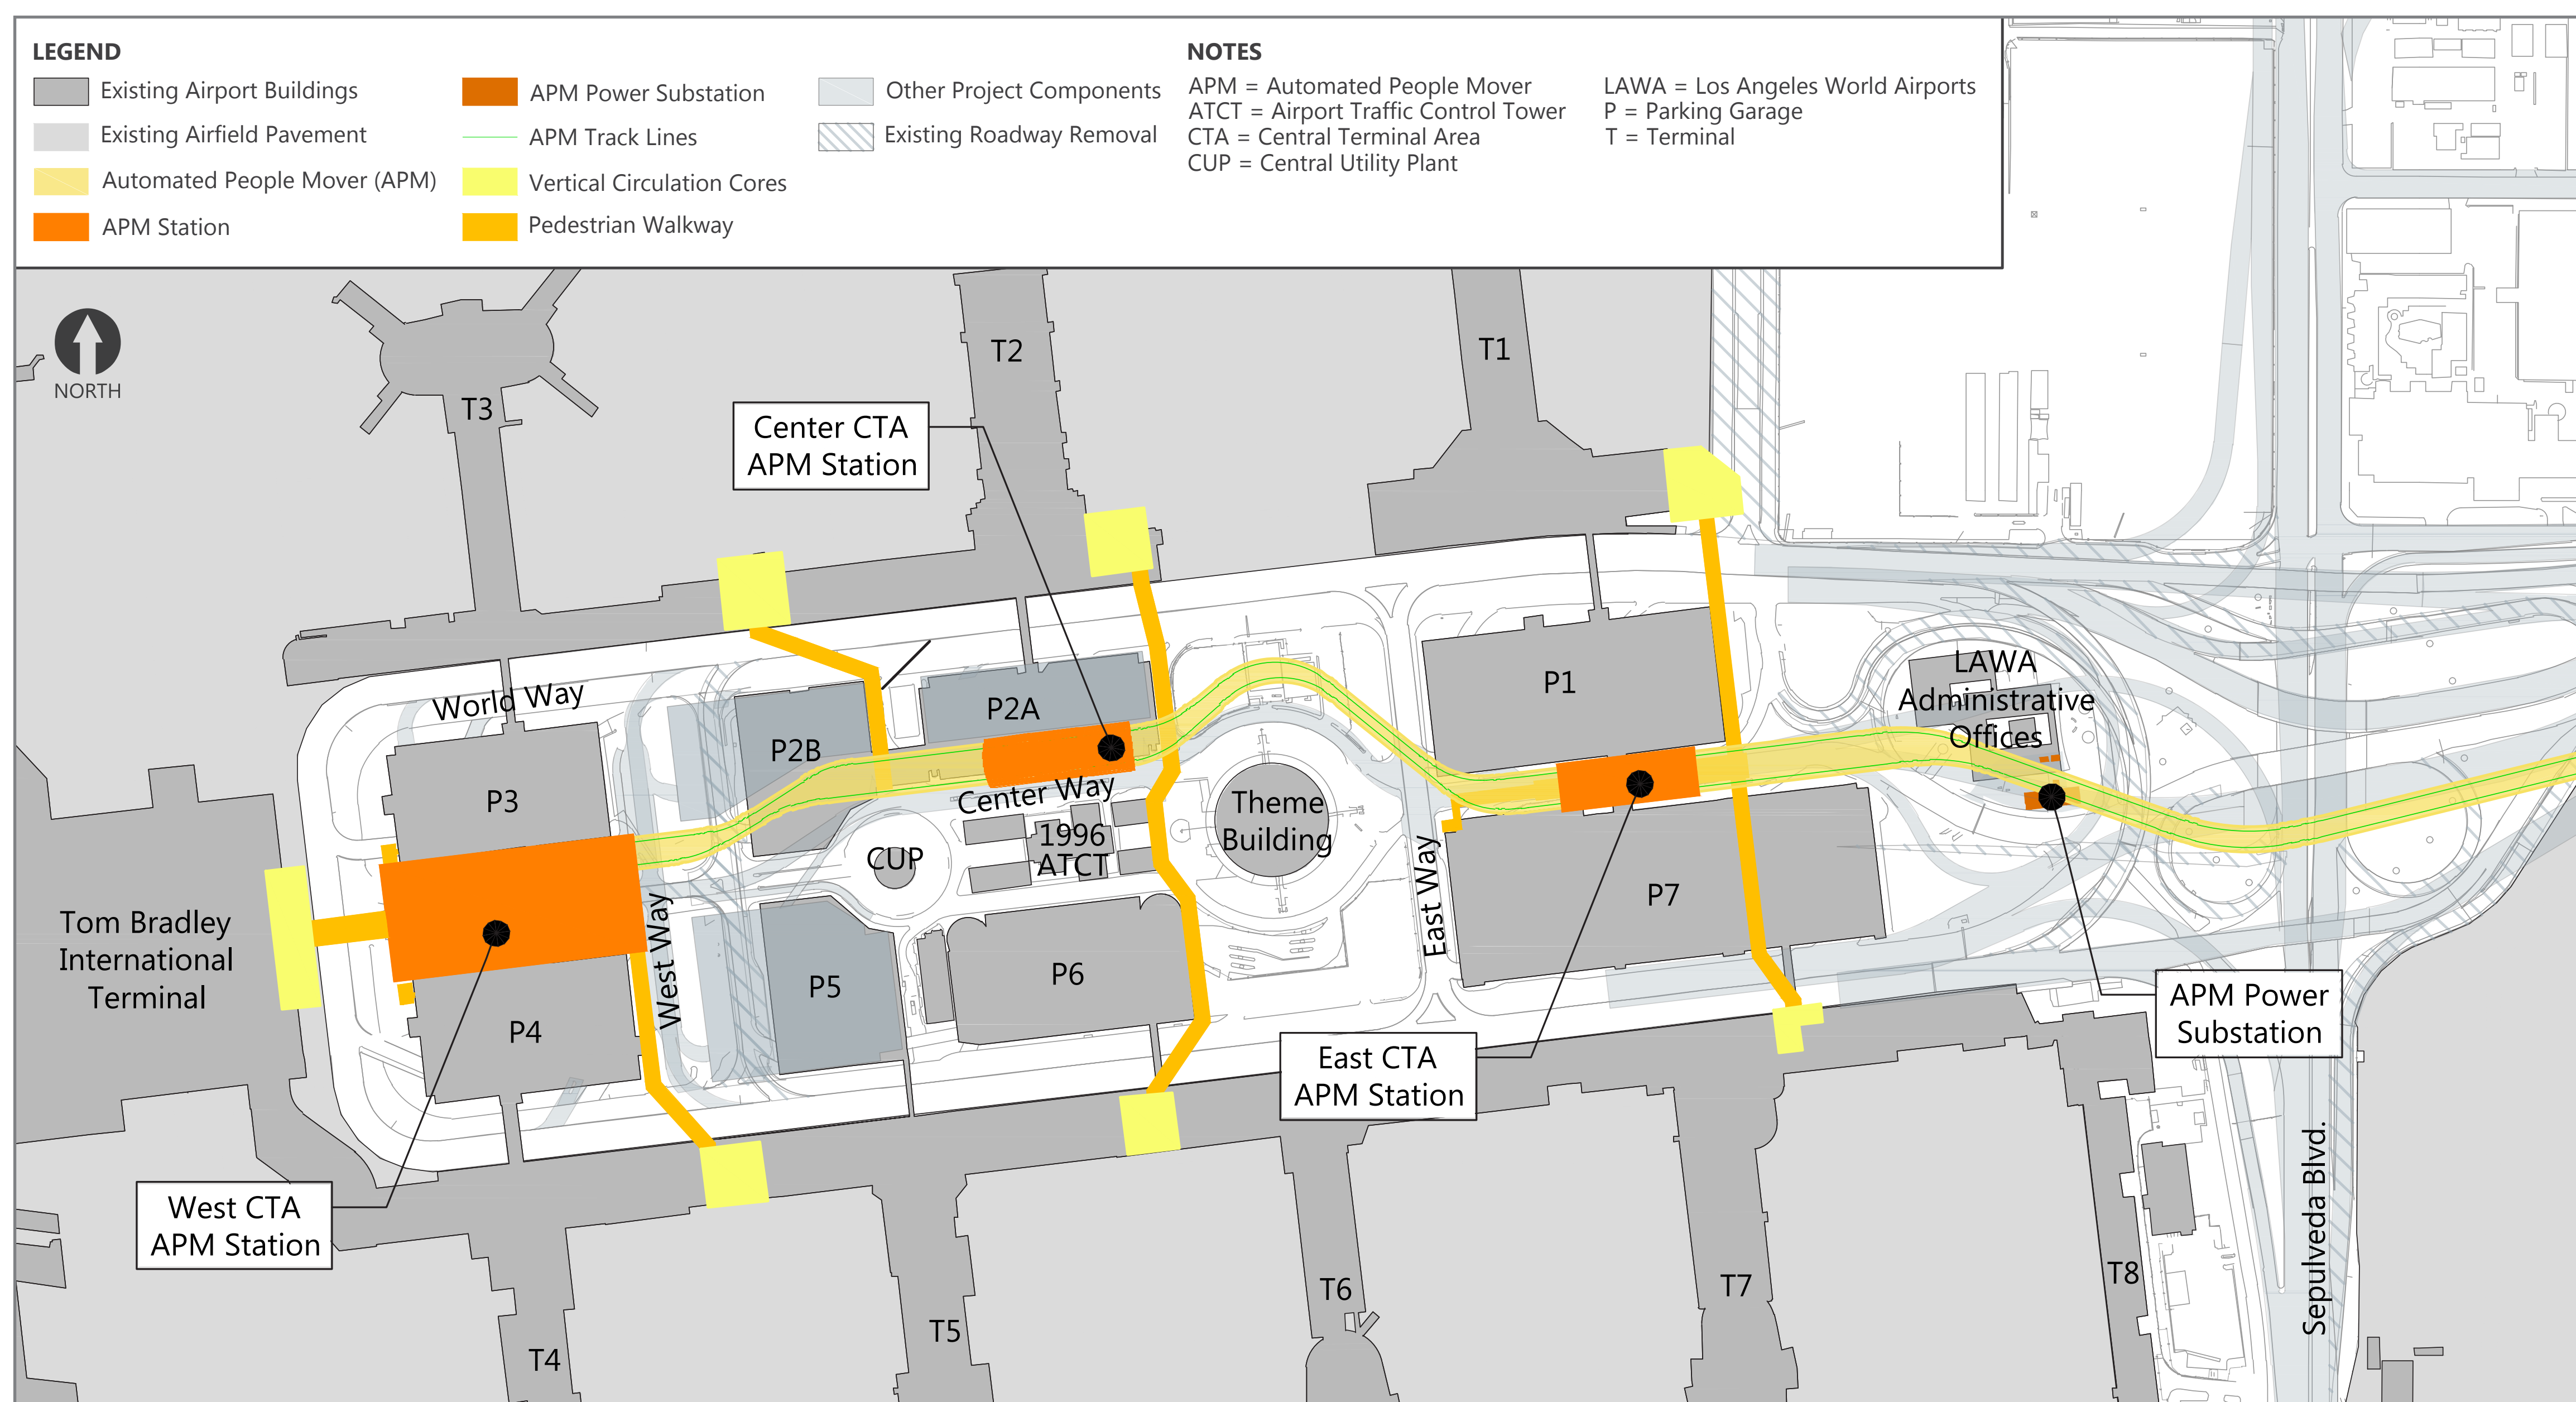 LEGEND
Existing Airport Buildings
Existing Airfield Pavement
Automated People Mover (APM)
APM Station
APM Power Substation
APM Track Lines
Vertical Circulation Cores
Pedestrian Walkway
Other Project Components
Existing Roadway Removal
NOTES
APM = Automated People Mover
ATCT = Airport Traffic Control Tower
CTA = Central Terminal Area
CUP = Central Utility Plant
LAWA = Los Angeles World Airports
P = Parking Garage
T = Terminal
NORTH
T3
T2
T1
Center CTA
APM Station
World Way
P3
P2B
P2A
Center Way
CUP
1996
ATCT
Theme
Building
P1
LAWA
Administrative
Offices
East Way
P7
Tom Bradley
International
Terminal
West Way
P4
P5
P6
East CTA
APM Station
APM Power
Substation
West CTA
APM Station
T4
T5
T6
T7
T8
Sepulveda Blvd.